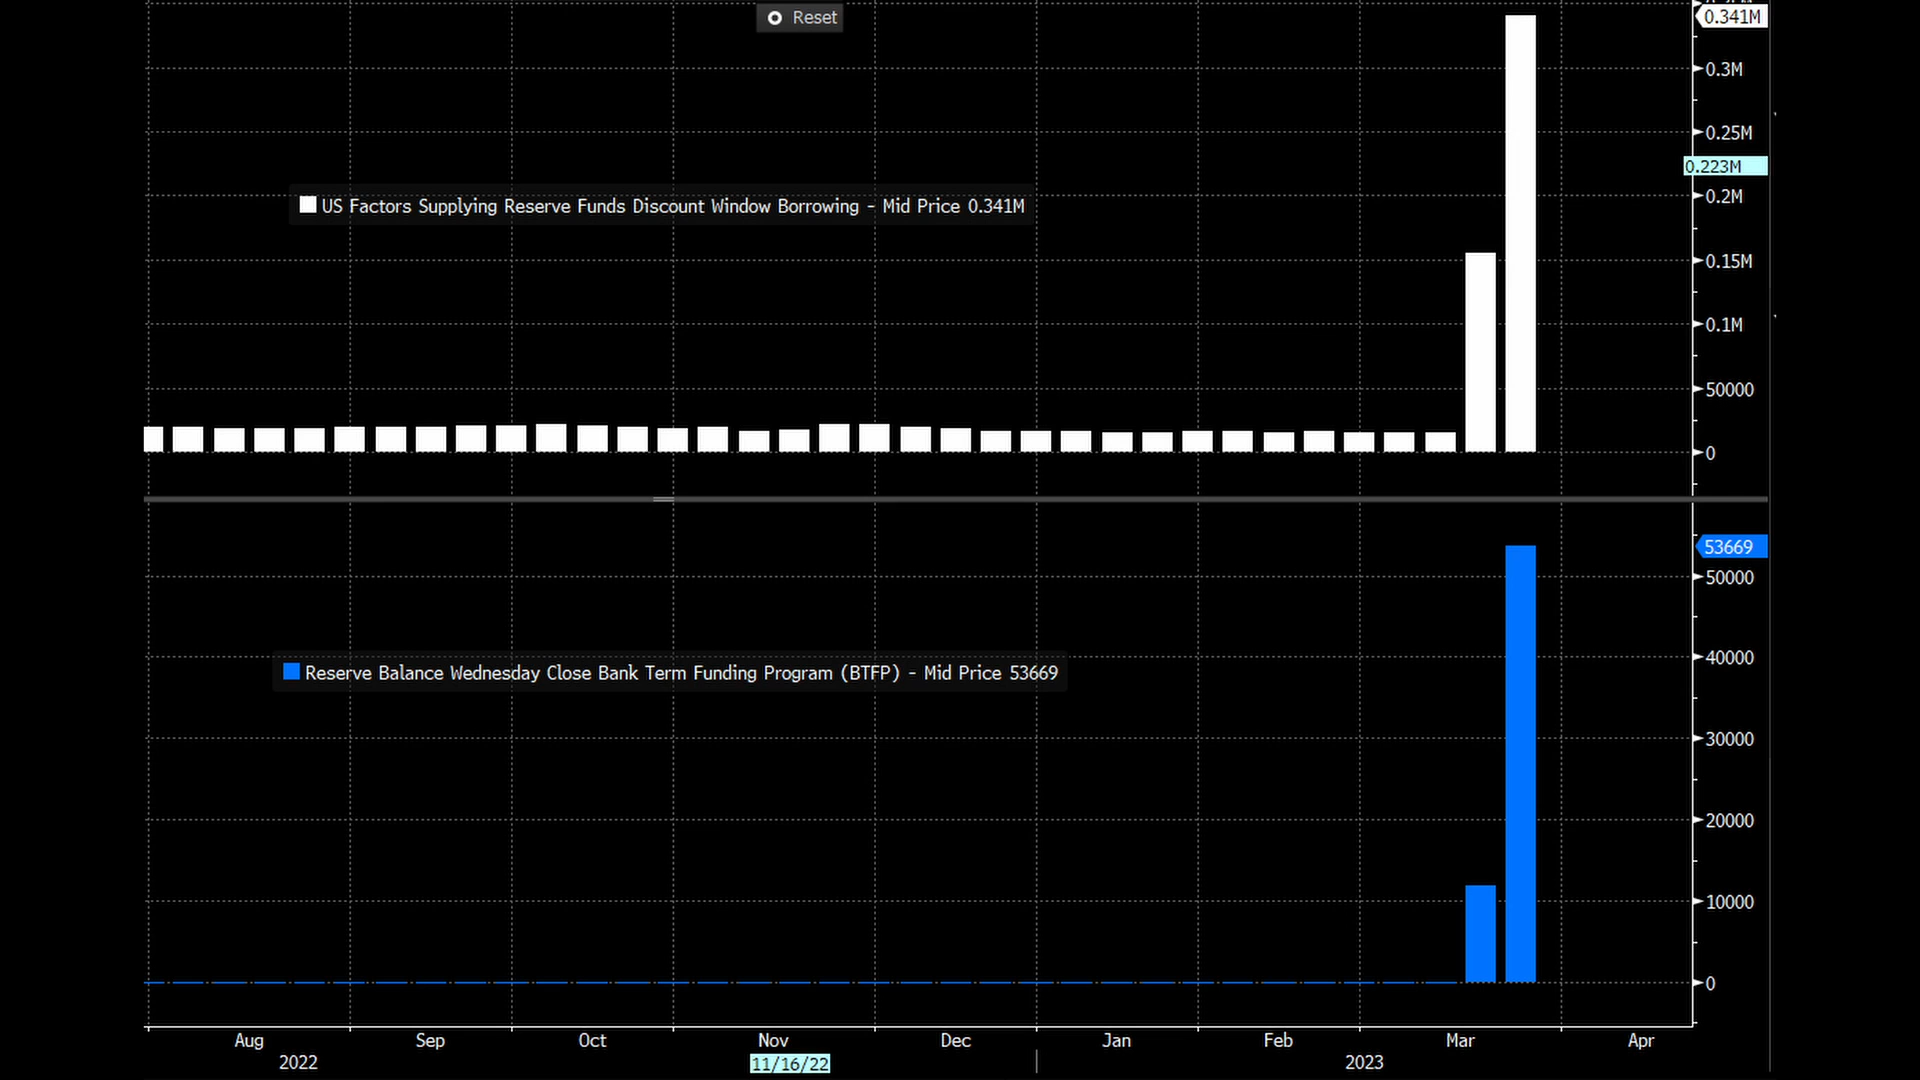 Reset
0.341M
0.3M
0.25M
0.223M
0.2M
US Factors Supplying Reserve Funds Discount Window Borrowing - Mid Price 0.341M
0.15M
0.1M
50000
0
53669
50000
40000
Reserve Balance Wednesday Close Bank Term Funding Program (BTFP) - Mid Price 53669
30000
20000
10000
0
Aug Sep Oct Nov Dec Jan Feb Mar Apr
2022 11/16/22 2023